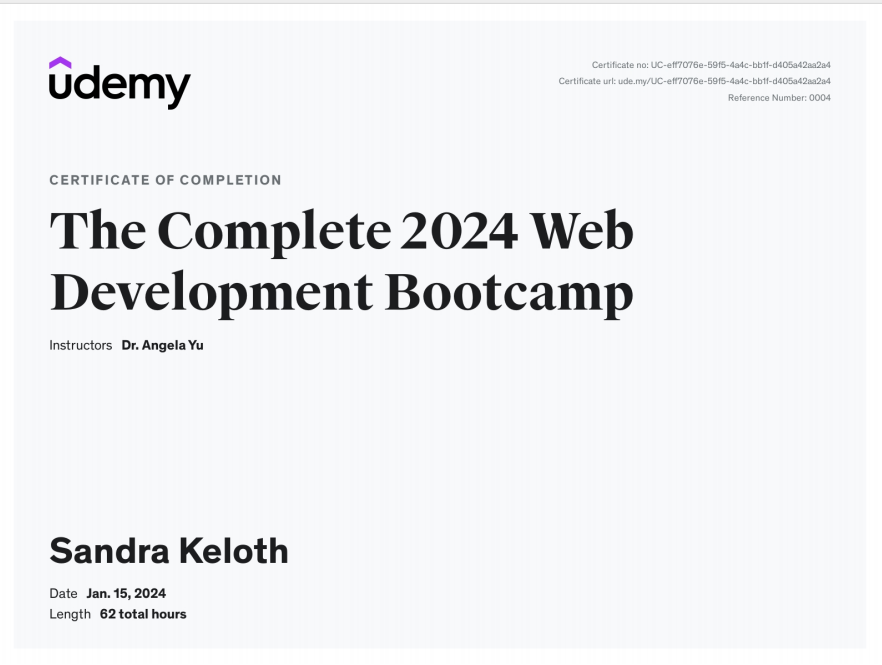 udemy
Certificate no: UC-eff7076e-59f5-4a4c-bb1f-d405a42aa2a4
Certificate url: ude.my/UC-eff7076e-59f5-4a4c-bb1f-d405a42aa2a4
Reference Number: 0004
CERTIFICATE OF COMPLETION
The Complete 2024 Web
Development Bootcamp
Instructors Dr. Angela Yu
Sandra Keloth
Date Jan. 15, 2024
Length 62 total hours